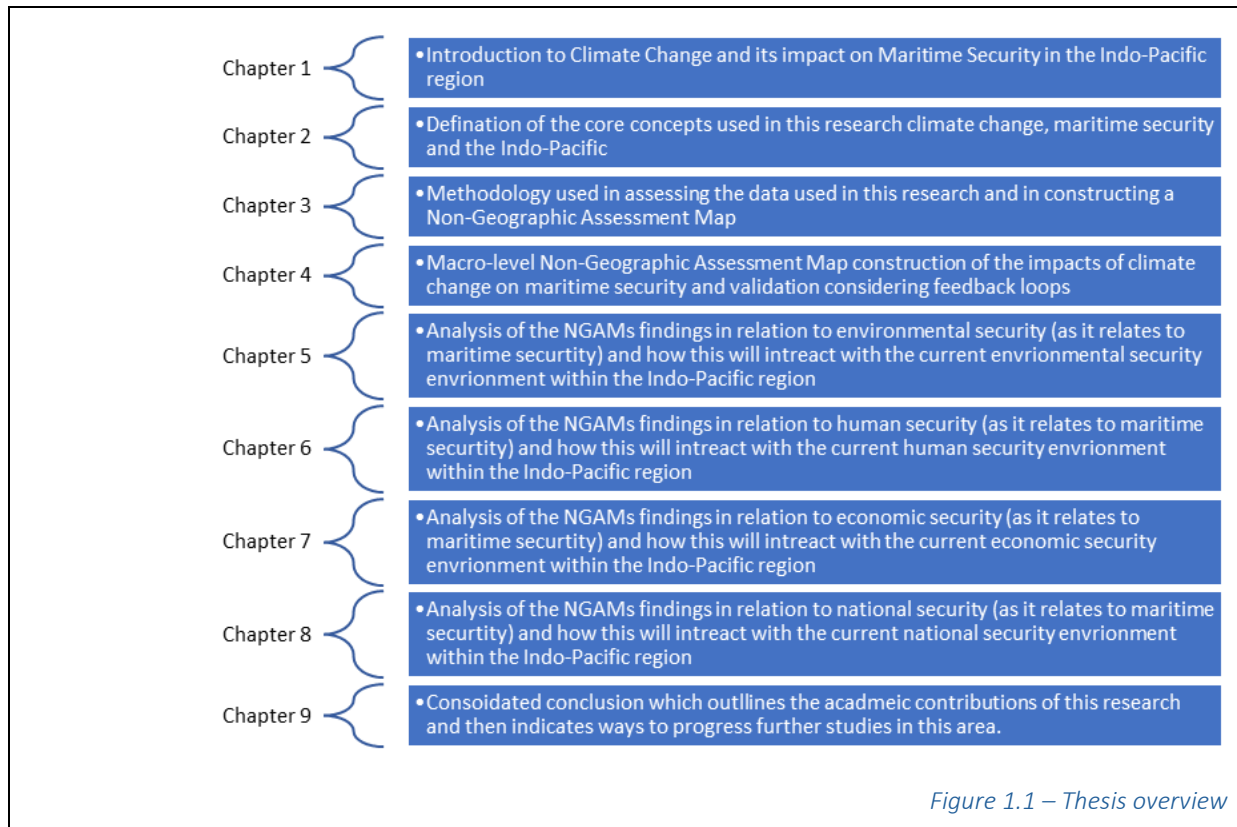 Chapter 1
•Introduction to Climate Change and its impact on Maritime Security in the Indo-Pacific
region
Chapter 2
•Defination of the core concepts used in this research climate change, maritime security
and the Indo-Pacific
Chapter 3
•Methodology used in assessing the data used in this research and in constructing a
Non-Geographic Assessment Map
Chapter 4
•Macro-level Non-Geographic Assessment Map construction of the impacts of climate
change on maritime security and validation considering feedback loops
Chapter 5
•Analysis of the NGAMs findings in relation to environmental security (as it relates to
maritime securtity) and how this will intreact with the current envrionmental security
envrionment within the Indo-Pacific region
Chapter 6
•Analysis of the NGAMs findings in relation to human security (as it relates to maritime
securtity) and how this will intreact with the current human security envrionment
within the Indo-Pacific region
Chapter 7
•Analysis of the NGAMs findings in relation to economic security (as it relates to
maritime securtity) and how this will intreact with the current economic security
envrionment within the Indo-Pacific region
Chapter 8
•Analysis of the NGAMs findings in relation to national security (as it relates to maritime
securtity) and how this will intreact with the current national security envrionment
within the Indo-Pacific region
Chapter 9
•Consoidated conclusion which outllines the acadmeic contributions of this research
and then indicates ways to progress further studies in this area.
Figure 1.1 – Thesis overview